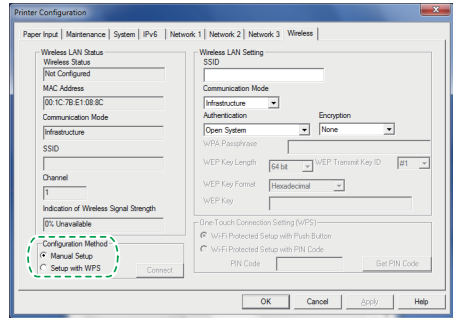 Printer Configuration
Paper Input Maintenance System IPv6 Network 1 Network 2 Network 3 Wireless
Wireless LAN Status
Wireless Status
Not Configured
MAC Address
00:1C:7B:E1:08:8C
Communication Mode
Infrastructure
SSID
Channel
1
Indication of Wireless Signal Strength
0% Unavailable
Configuration Method
Manual Setup
Setup with WPS
Connect
Wireless LAN Setting
SSID
Communication Mode
Infrastructure
Authentication Encryption
Open System None
WPA Passphrase
WEP Key Length 64 bit WEP Transmit Key ID #1
WEP Key Format Hexadecimal
WEP Key
One-Touch Connection Setting (WPS)
Wi-Fi Protected Setup with Push Button
Wi-Fi Protected Setup with PIN Code
PIN Code Get PIN Code
OK Cancel Apply Help